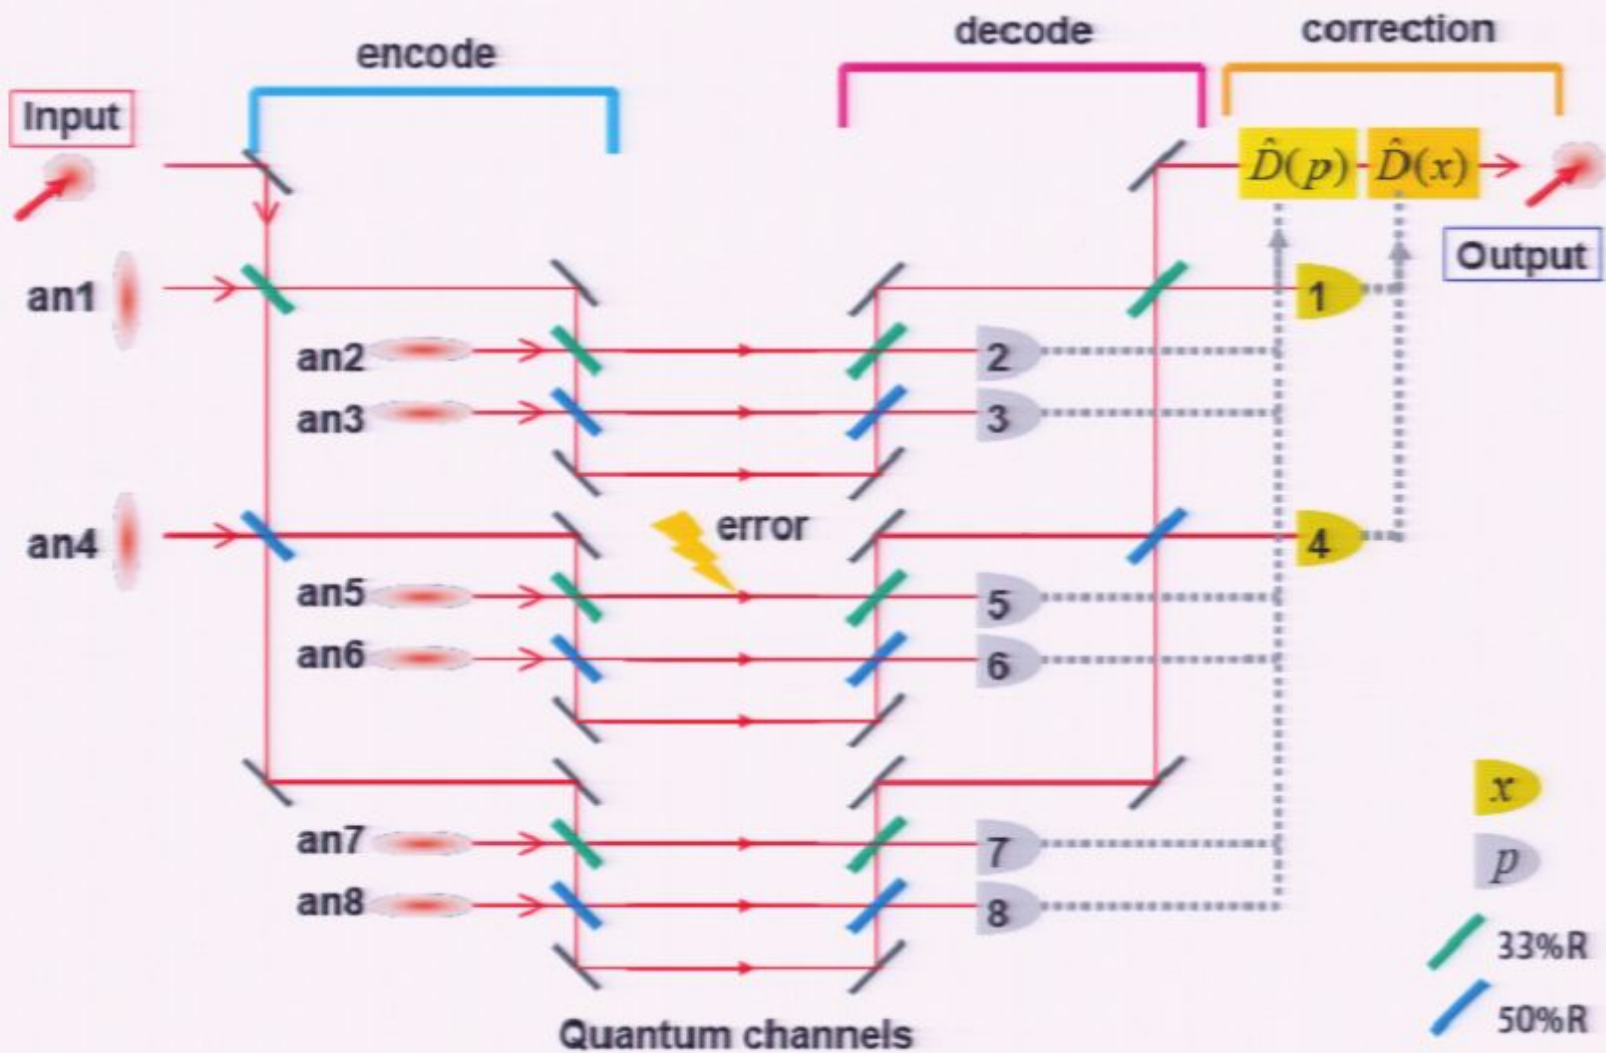 encode
decode
correction
Input
D̂(p)
D̂(x)
Output
an1
1
an2
2
an3
3
an4
error
4
an5
5
an6
6
x
an7
7
p
an8
8
33%R
50%R
Quantum channels